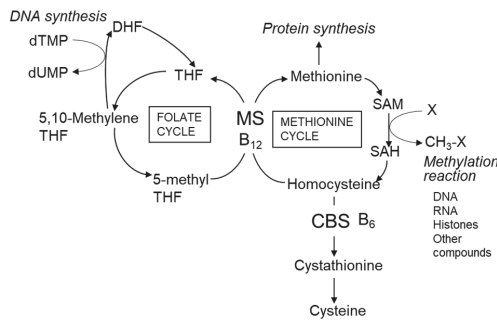 DNA synthesis
dTMP
dUMP
DHF
THF
5,10-Methylene
THF
FOLATE
CYCLE
5-methyl
THF
MS
B12
Protein synthesis
Methionine
METHIONINE
CYCLE
SAM
X
CH3-X
SAH
Methylation
reaction
DNA
RNA
Histones
Other
compounds
Homocysteine
CBS B6
Cystathionine
Cysteine